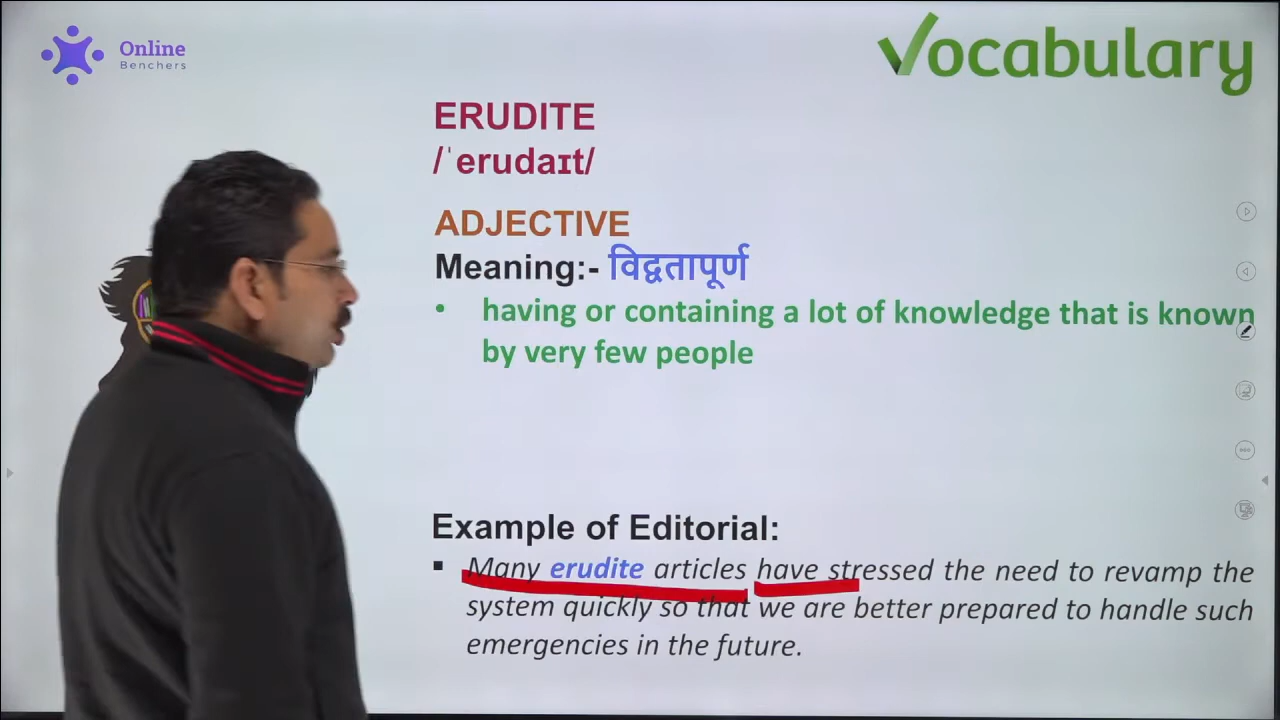 Online
Benchers
Vocabulary
ERUDITE
/ˈerudaɪt/
ADJECTIVE
Meaning:- विद्वतापूर्ण
• having or containing a lot of knowledge that is known
by very few people
Example of Editorial:
▪ Many erudite articles have stressed the need to revamp the
system quickly so that we are better prepared to handle such
emergencies in the future.